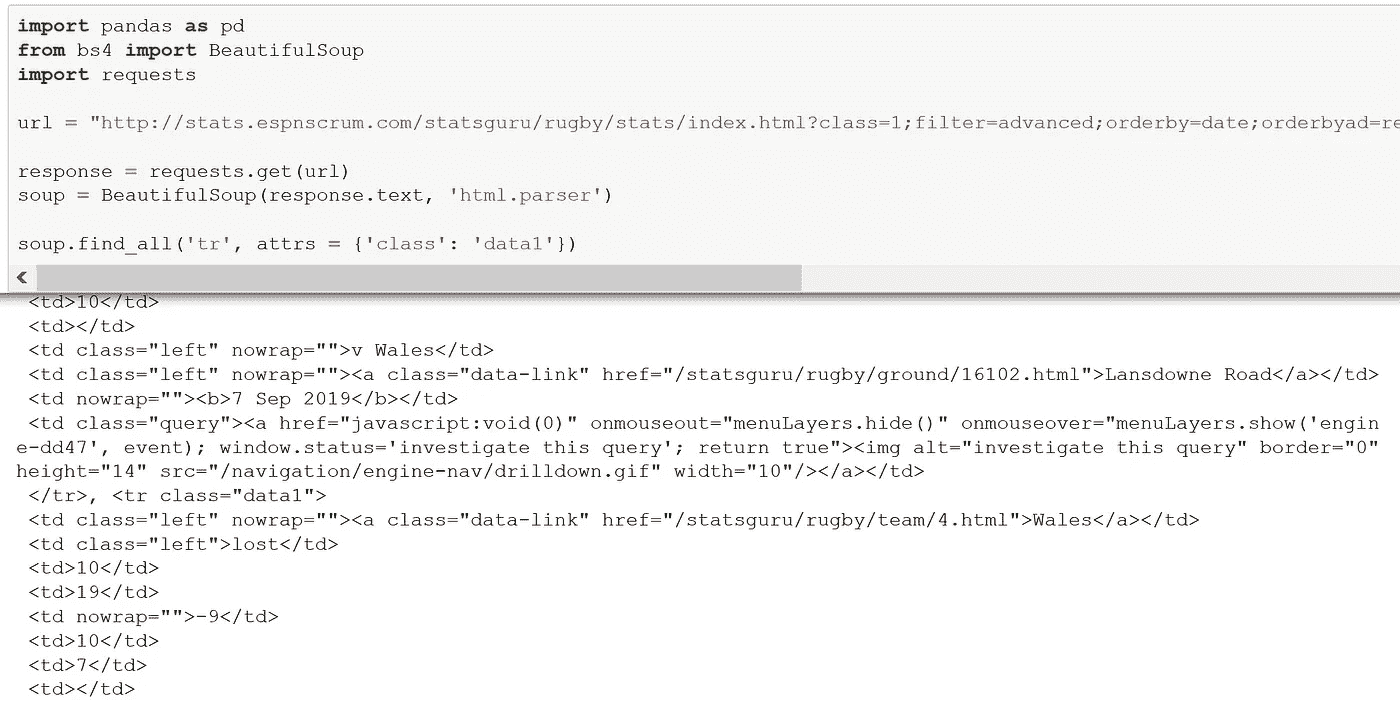 import pandas as pd
from bs4 import BeautifulSoup
import requests
url = "http://stats.espnscrum.com/statsguru/rugby/stats/index.html?class=1;filter=advanced;orderby=date;orderbyad=re
response = requests.get(url)
soup = BeautifulSoup(response.text, 'html.parser')
soup.find_all('tr', attrs = {'class': 'data1'})
<td>10</td>
<td></td>
<td class="left" nowrap="">v Wales</td>
<td class="left" nowrap=""><a class="data-link" href="/statsguru/rugby/ground/16102.html">Lansdowne Road</a></td>
<td nowrap=""><b>7 Sep 2019</b></td>
<td class="query"><a href="javascript:void(0)" onmouseout="menuLayers.hide()" onmouseover="menuLayers.show('engin
e-dd47', event); window.status='investigate this query'; return true"><img alt="investigate this query" border="0"
height="14" src="/navigation/engine-nav/drilldown.gif" width="10"/></a></td>
</tr>, <tr class="data1">
<td class="left" nowrap=""><a class="data-link" href="/statsguru/rugby/team/4.html">Wales</a></td>
<td class="left">lost</td>
<td>10</td>
<td>19</td>
<td nowrap="">-9</td>
<td>10</td>
<td>7</td>
<td></td>